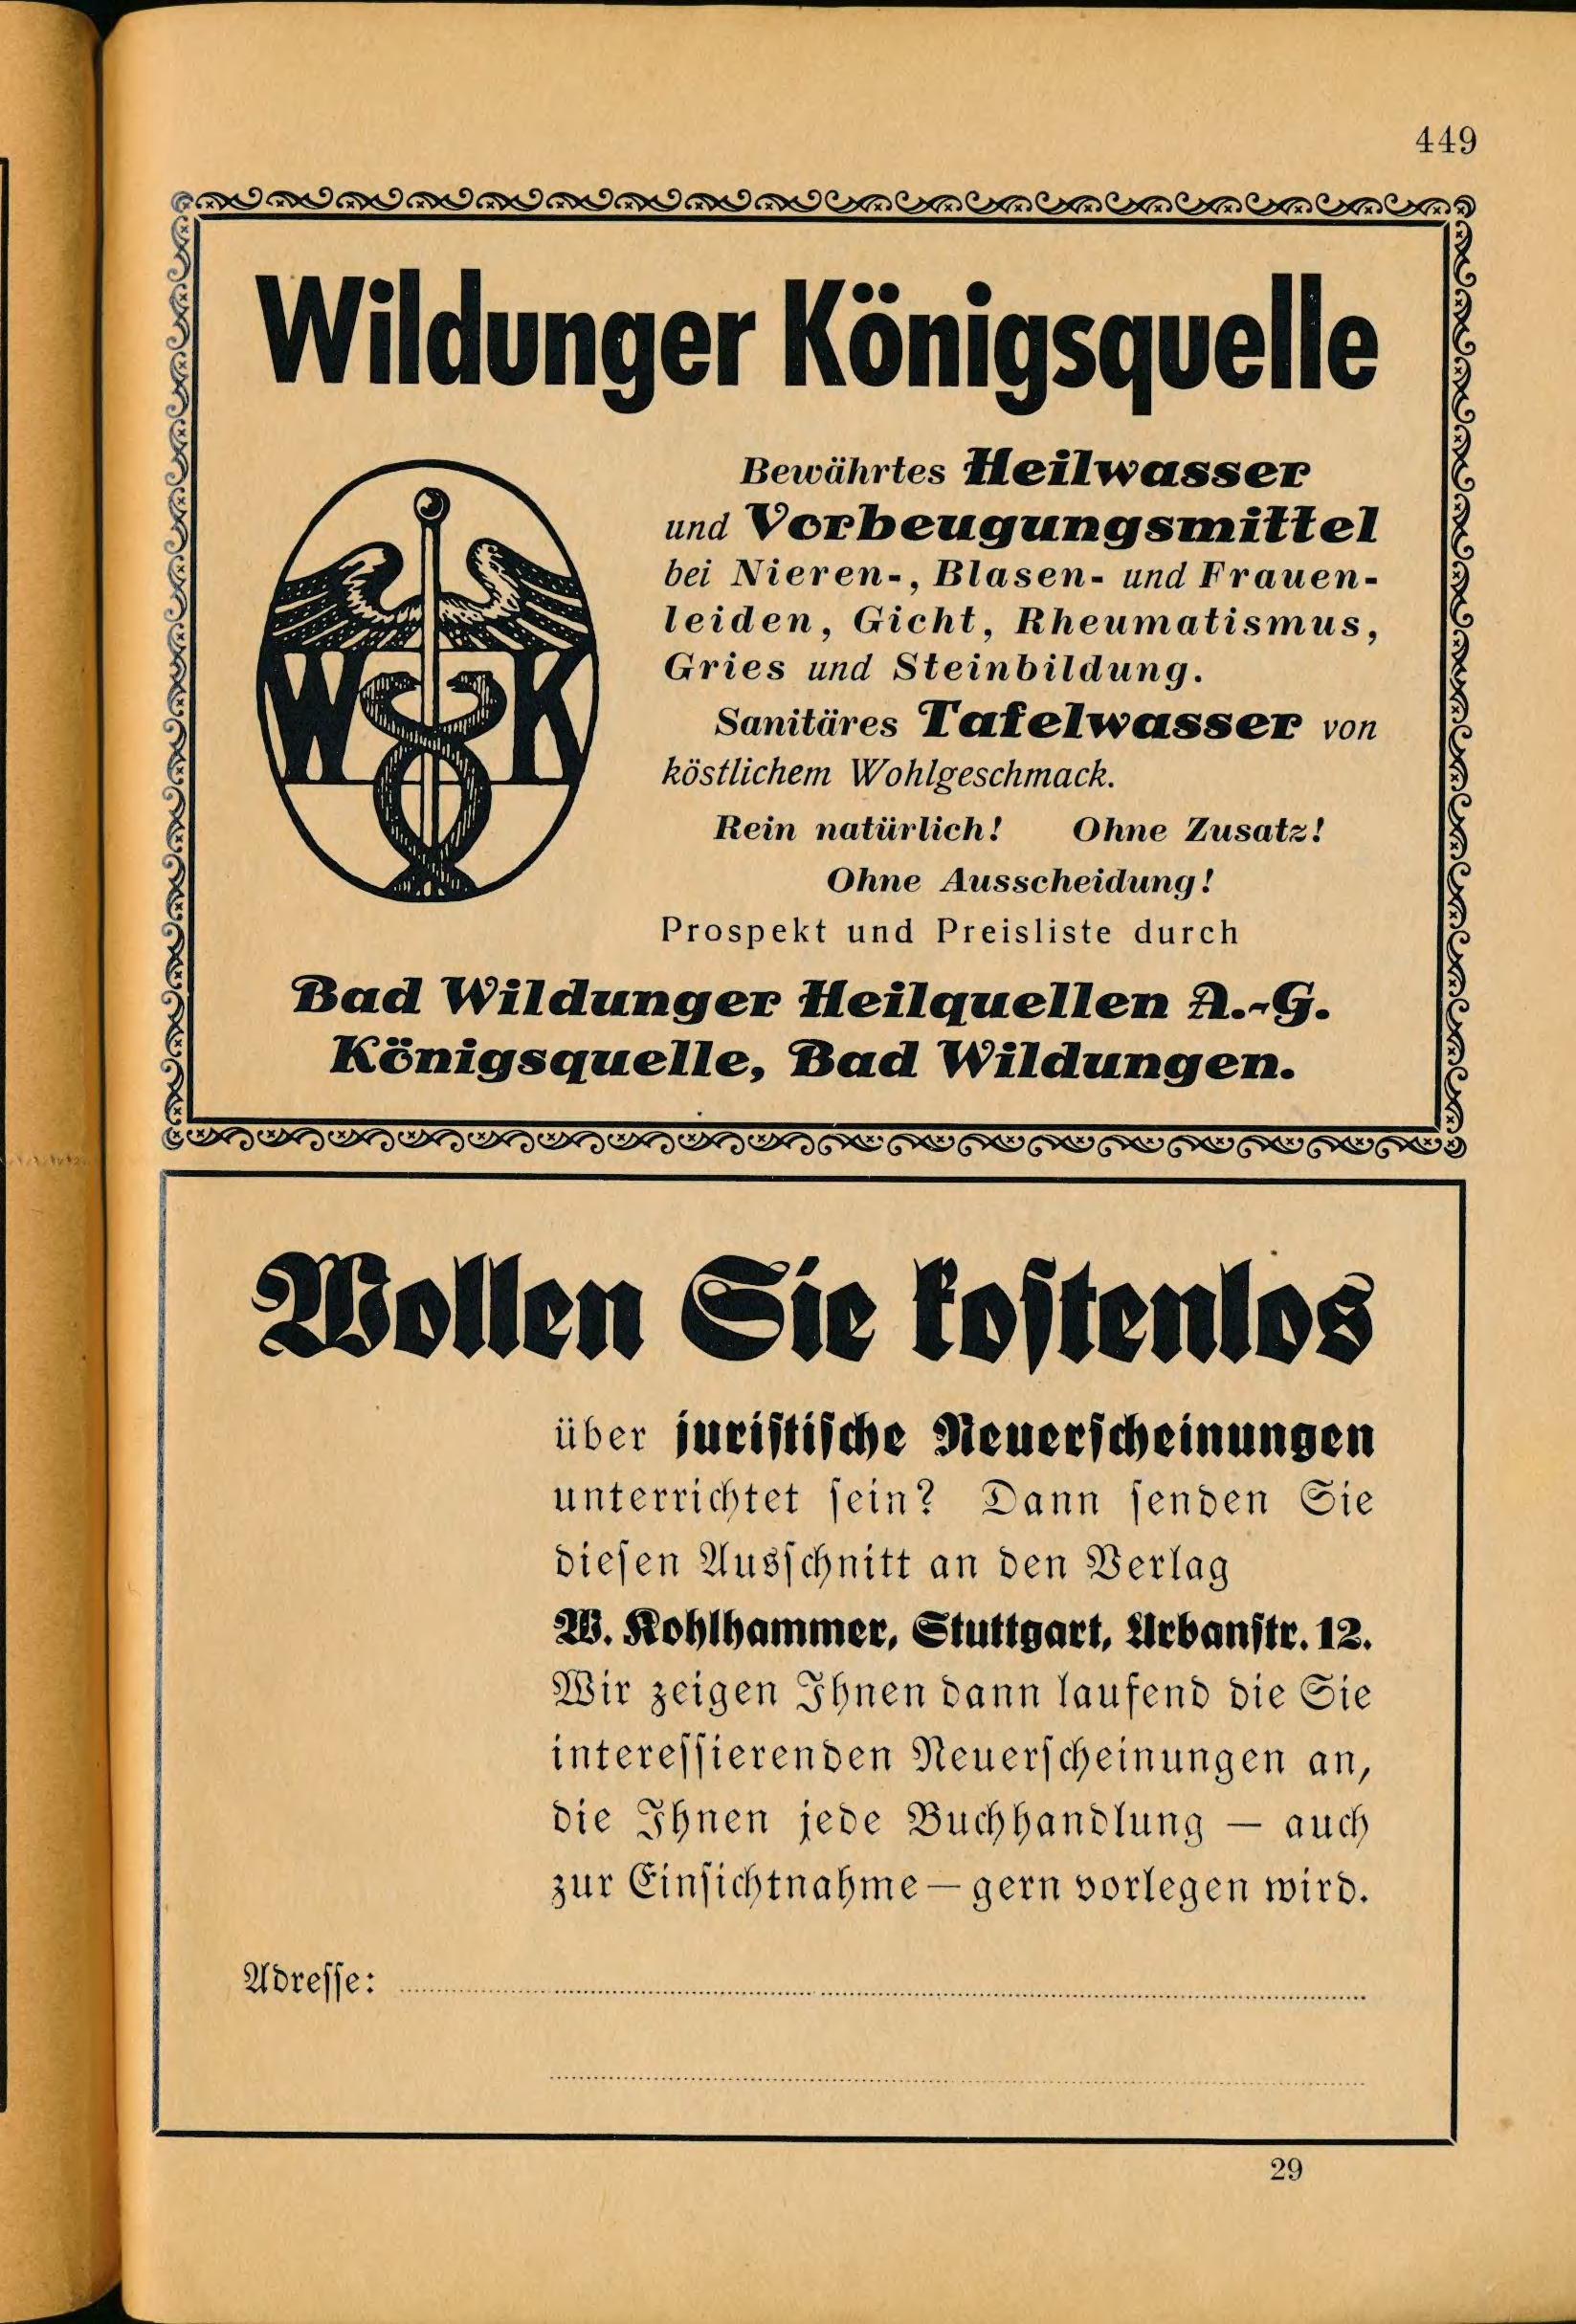 449
Wildunger Königsquelle
W K
Bewährtes Heilwasser
und Vorbeugungsmittel
bei Nieren-, Blasen- und Frauen-
leiden, Gicht, Rheumatismus,
Gries und Steinbildung.
Sanitäres Tafelwasser von
köstlichem Wohlgeschmack.
Rein natürlich! Ohne Zusatz!
Ohne Ausscheidung!
Prospekt und Preisliste durch
Bad Wildunger Heilquellen A.-G.
Königsquelle, Bad Wildungen.
Wollen Sie koſtenlos
über juriſtiſche Neuerſcheinungen
unterrichtet ſein? Dann ſenden Sie
dieſen Ausſchnitt an den Verlag
W. Kohlhammer, Stuttgart, Urbanſtr. 12.
Wir zeigen Ihnen dann laufend die Sie
intereſſierenden Neuerſcheinungen an,
die Ihnen jede Buchhandlung — auch
zur Einſichtnahme — gern vorlegen wird.
Adreſſe:
29